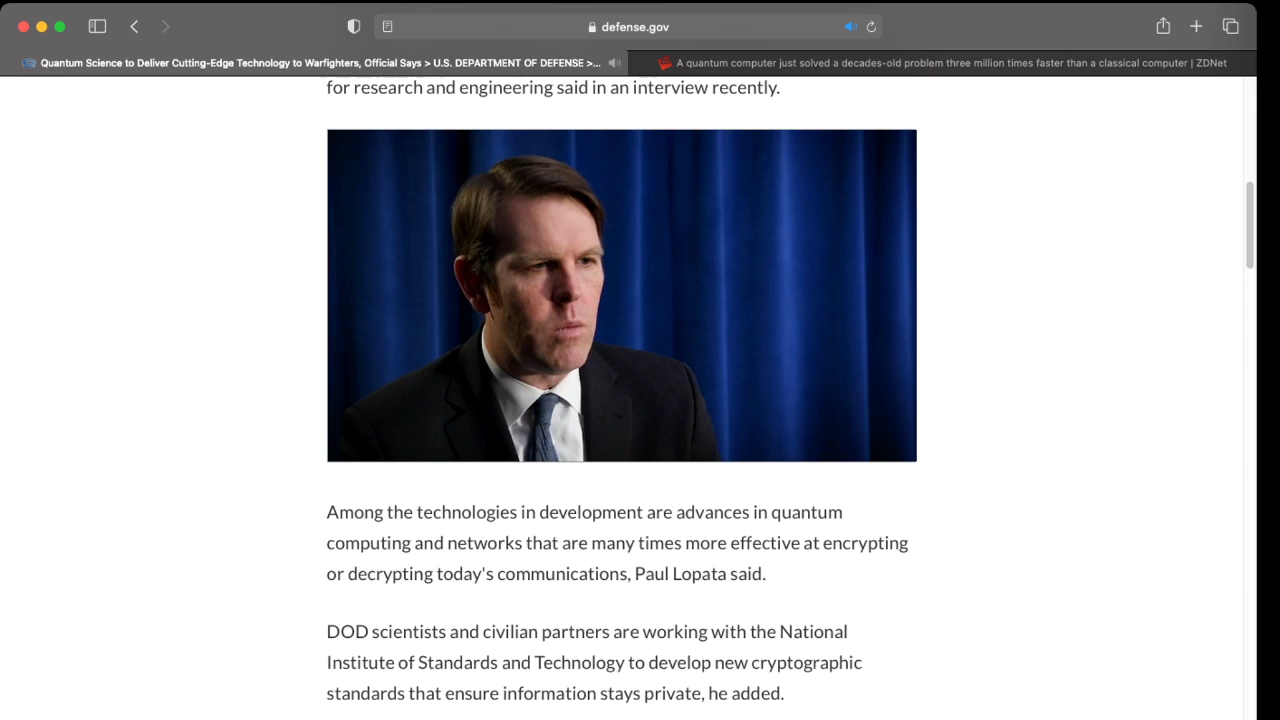 defense.gov
Quantum Science to Deliver Cutting-Edge Technology to Warfighters, Official Says > U.S. DEPARTMENT OF DEFENSE >...
A quantum computer just solved a decades-old problem three million times faster than a classical computer | ZDNet
for research and engineering said in an interview recently.
Among the technologies in development are advances in quantum
computing and networks that are many times more effective at encrypting
or decrypting today's communications, Paul Lopata said.
DOD scientists and civilian partners are working with the National
Institute of Standards and Technology to develop new cryptographic
standards that ensure information stays private, he added.